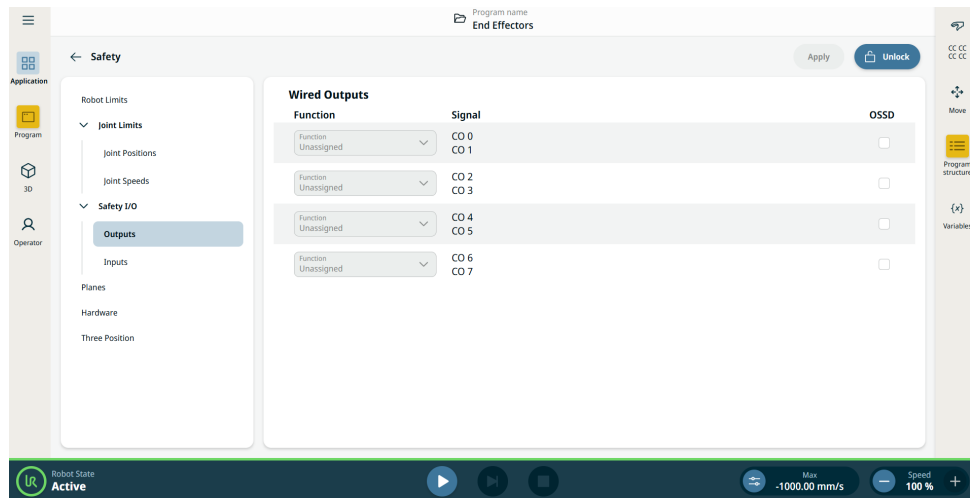 Program name
End Effectors
Safety
Apply
Unlock
Application
Program
3D
Operator
Robot Limits
Joint Limits
Joint Positions
Joint Speeds
Safety I/O
Outputs
Inputs
Planes
Hardware
Three Position
Wired Outputs
Function Signal OSSD
Function
Unassigned
CO 0
CO 1
Function
Unassigned
CO 2
CO 3
Function
Unassigned
CO 4
CO 5
Function
Unassigned
CO 6
CO 7
CC CC
CC CC
Move
Program
structure
{x}
Variables
UR
Robot State
Active
Max
-1000.00 mm/s
Speed
100 %